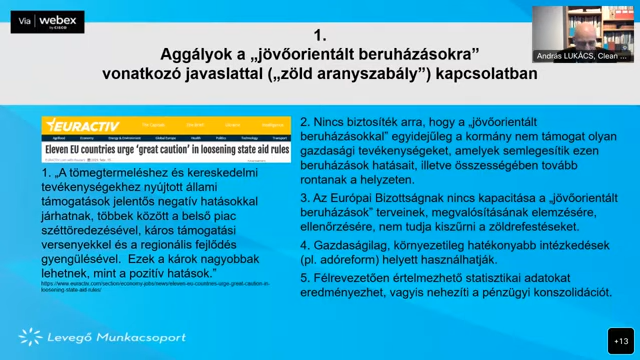 Via webex
by CISCO
András LUKÁCS, Clean ...
1.
Aggályok a „jövőorientált beruházásokra”
vonatkozó javaslattal („zöld aranyszabály”) kapcsolatban
EURACTIV
Eleven EU countries urge 'great caution' in loosening state aid rules
1. „A tömegtermeléshez és kereskedelmi
tevékenységekhez nyújtott állami
támogatások jelentős negatív hatásokkal
járhatnak, többek között a belső piac
széttöredezésével, káros támogatási
versenyekkel és a regionális fejlődés
gyengülésével. Ezek a károk nagyobbak
lehetnek, mint a pozitív hatások.”
https://www.euractiv.com/section/economy-jobs/news/eleven-eu-countries-urge-great-caution-in-
loosening-state-aid-rules/
2. Nincs biztosíték arra, hogy a „jövőorientált
beruházásokkal” egyidejűleg a kormány nem támogat olyan
gazdasági tevékenységeket, amelyek semlegesítik ezen
beruházások hatásait, illetve összességében tovább
rontanak a helyzeten.
3. Az Európai Bizottságnak nincs kapacitása a „jövőorientált
beruházások” terveinek, megvalósításának elemzésére,
ellenőrzésére, nem tudja kiszűrni a zöldrefestéseket.
4. Gazdaságilag, környezetileg hatékonyabb intézkedések
(pl. adóreform) helyett használhatják.
5. Félrevezetően értelmezhető statisztikai adatokat
eredményezhet, vagyis nehezíti a pénzügyi konszolidációt.
Levegő Munkacsoport
+13